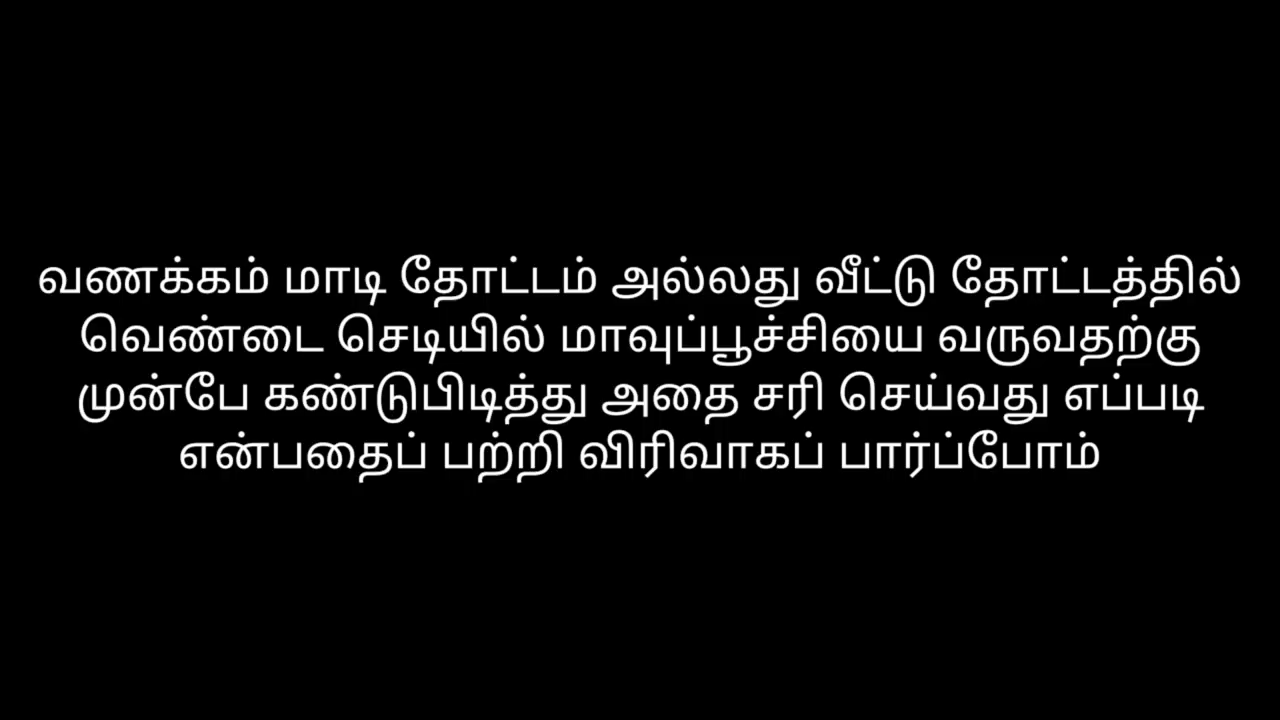 வணக்கம் மாடி தோட்டம் அல்லது வீட்டு தோட்டத்தில்
வெண்டை செடியில் மாவுப்பூச்சியை வருவதற்கு
முன்பே கண்டுபிடித்து அதை சரி செய்வது எப்படி
என்பதைப் பற்றி விரிவாகப் பார்ப்போம்